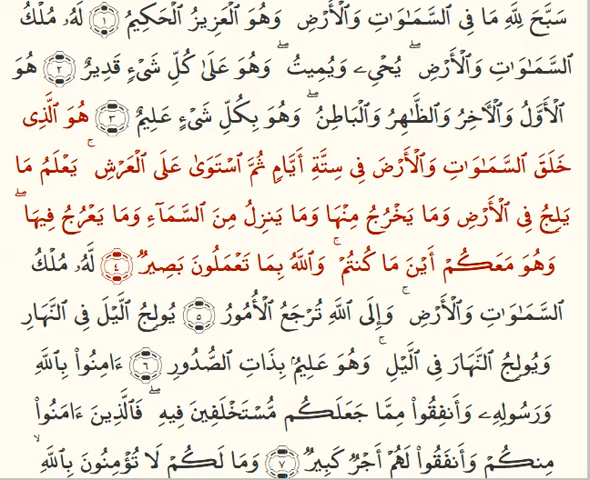 سَبَّحَ لِلَّهِ مَا فِى ٱلسَّمَـٰوَٰتِ وَٱلْأَرْضِ وَهُوَ ٱلْعَزِيزُ ٱلْحَكِيمُ ١ لَهُۥ مُلْكُ
ٱلسَّمَـٰوَٰتِ وَٱلْأَرْضِ ۖ يُحْىِۦ وَيُمِيتُ ۖ وَهُوَ عَلَىٰ كُلِّ شَىْءٍ قَدِيرٌ ٢ هُوَ
ٱلْأَوَّلُ وَٱلْـَٔاخِرُ وَٱلظَّـٰهِرُ وَٱلْبَاطِنُ ۖ وَهُوَ بِكُلِّ شَىْءٍ عَلِيمٌ ٣ هُوَ ٱلَّذِى
خَلَقَ ٱلسَّمَـٰوَٰتِ وَٱلْأَرْضَ فِى سِتَّةِ أَيَّامٍ ثُمَّ ٱسْتَوَىٰ عَلَى ٱلْعَرْشِ ۚ يَعْلَمُ مَا
يَلِجُ فِى ٱلْأَرْضِ وَمَا يَخْرُجُ مِنْهَا وَمَا يَنزِلُ مِنَ ٱلسَّمَآءِ وَمَا يَعْرُجُ فِيهَا ۖ
وَهُوَ مَعَكُمْ أَيْنَ مَا كُنتُمْ ۚ وَٱللَّهُ بِمَا تَعْمَلُونَ بَصِيرٌ ٤ لَّهُۥ مُلْكُ
ٱلسَّمَـٰوَٰتِ وَٱلْأَرْضِ ۚ وَإِلَى ٱللَّهِ تُرْجَعُ ٱلْأُمُورُ ٥ يُولِجُ ٱلَّيْلَ فِى ٱلنَّهَارِ
وَيُولِجُ ٱلنَّهَارَ فِى ٱلَّيْلِ ۚ وَهُوَ عَلِيمٌۢ بِذَاتِ ٱلصُّدُورِ ٦ ءَامِنُوا۟ بِٱللَّهِ
وَرَسُولِهِۦ وَأَنفِقُوا۟ مِمَّا جَعَلَكُم مُّسْتَخْلَفِينَ فِيهِ ۖ فَٱلَّذِينَ ءَامَنُوا۟
مِنكُمْ وَأَنفَقُوا۟ لَهُمْ أَجْرٌ كَبِيرٌ ٧ وَمَا لَكُمْ لَا تُؤْمِنُونَ بِٱللَّهِ ۙ